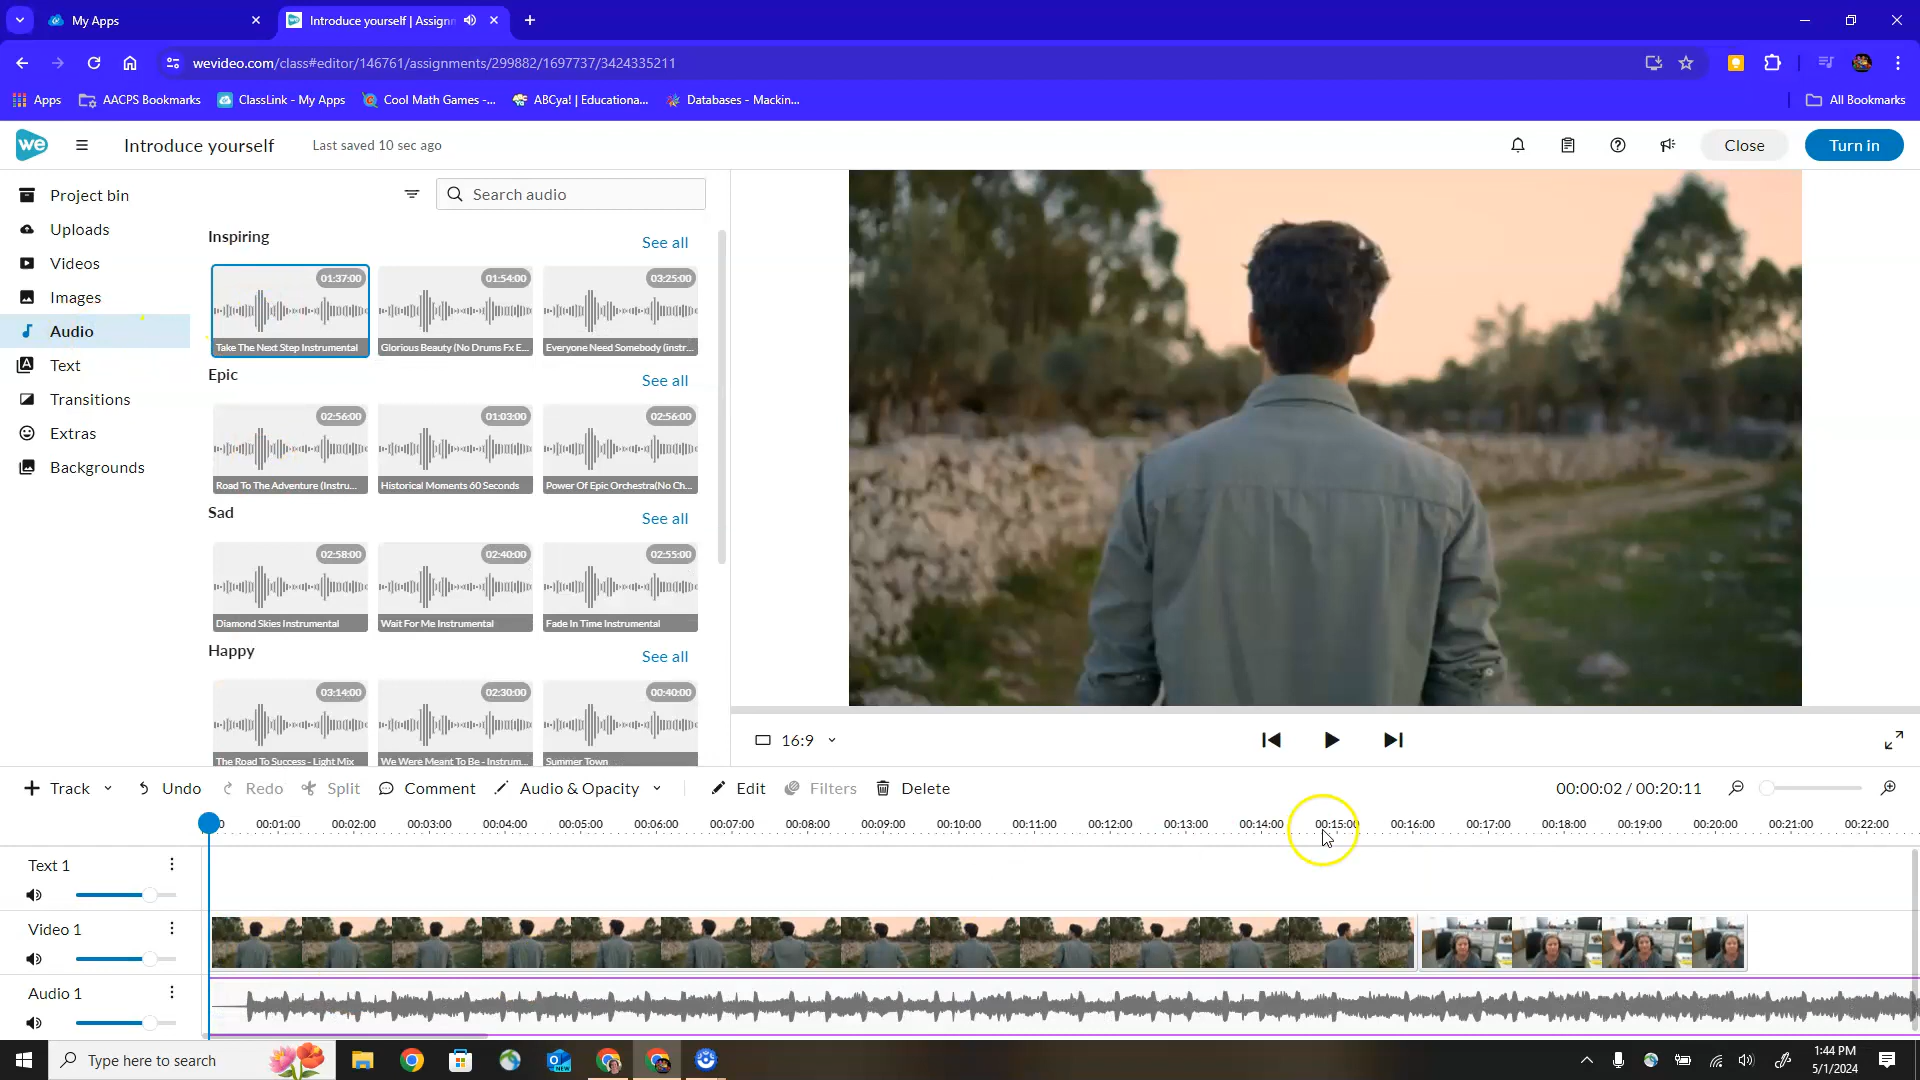 My Apps
Introduce yourself | Assignm
wevideo.com/class#editor/146761/assignments/299882/1697737/3424335211
Apps
AACPS Bookmarks
ClassLink - My Apps
Cool Math Games -...
ABCya! | Educationa...
Databases - Mackin...
All Bookmarks
we
Introduce yourself
Last saved 10 sec ago
Close
Turn in
Project bin
Uploads
Videos
Images
Audio
Text
Transitions
Extras
Backgrounds
Search audio
Inspiring
See all
01:37:00
01:54:00
03:25:00
Take The Next Step Instrumental
Glorious Beauty (No Drums Fx E...
Everyone Need Somebody (instr...
Epic
See all
02:56:00
01:03:00
02:56:00
Road To The Adventure (Instru...
Historical Moments 60 Seconds
Power Of Epic Orchestra(No Ch...
Sad
See all
02:58:00
02:40:00
02:55:00
Diamond Skies Instrumental
Wait For Me Instrumental
Fade In Time Instrumental
Happy
See all
03:14:00
02:30:00
00:40:00
The Road To Success - Light Mix
We Were Meant To Be - Instrum...
Summer Town
16:9
Track
Undo
Redo
Split
Comment
Audio & Opacity
Edit
Filters
Delete
00:00:02 / 00:20:11
0 00:01:00 00:02:00 00:03:00 00:04:00 00:05:00 00:06:00 00:07:00 00:08:00 00:09:00 00:10:00 00:11:00 00:12:00 00:13:00 00:14:00 00:15:00 00:16:00 00:17:00 00:18:00 00:19:00 00:20:00 00:21:00 00:22:00
Text 1
Video 1
Audio 1
Type here to search
NEW
1:44 PM
5/1/2024